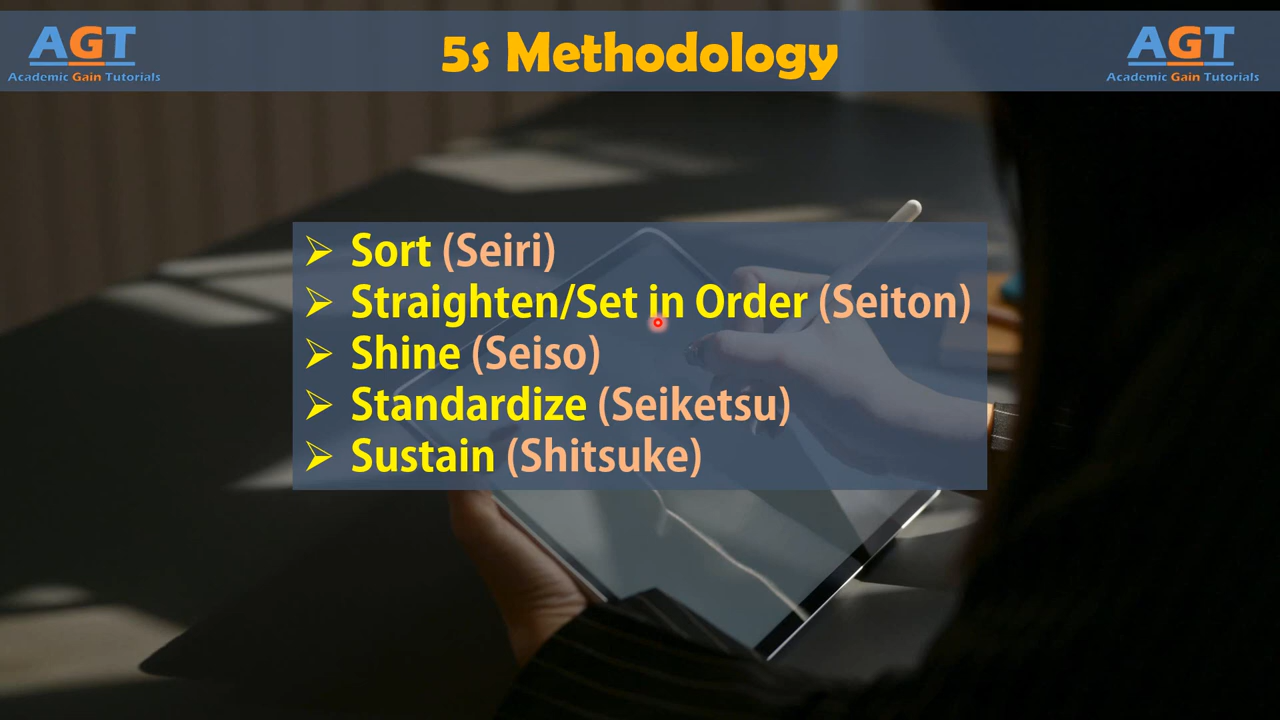 AGT
Academic Gain Tutorials
5s Methodology
AGT
Academic Gain Tutorials
Sort (Seiri)
Straighten/Set in Order (Seiton)
Shine (Seiso)
Standardize (Seiketsu)
Sustain (Shitsuke)